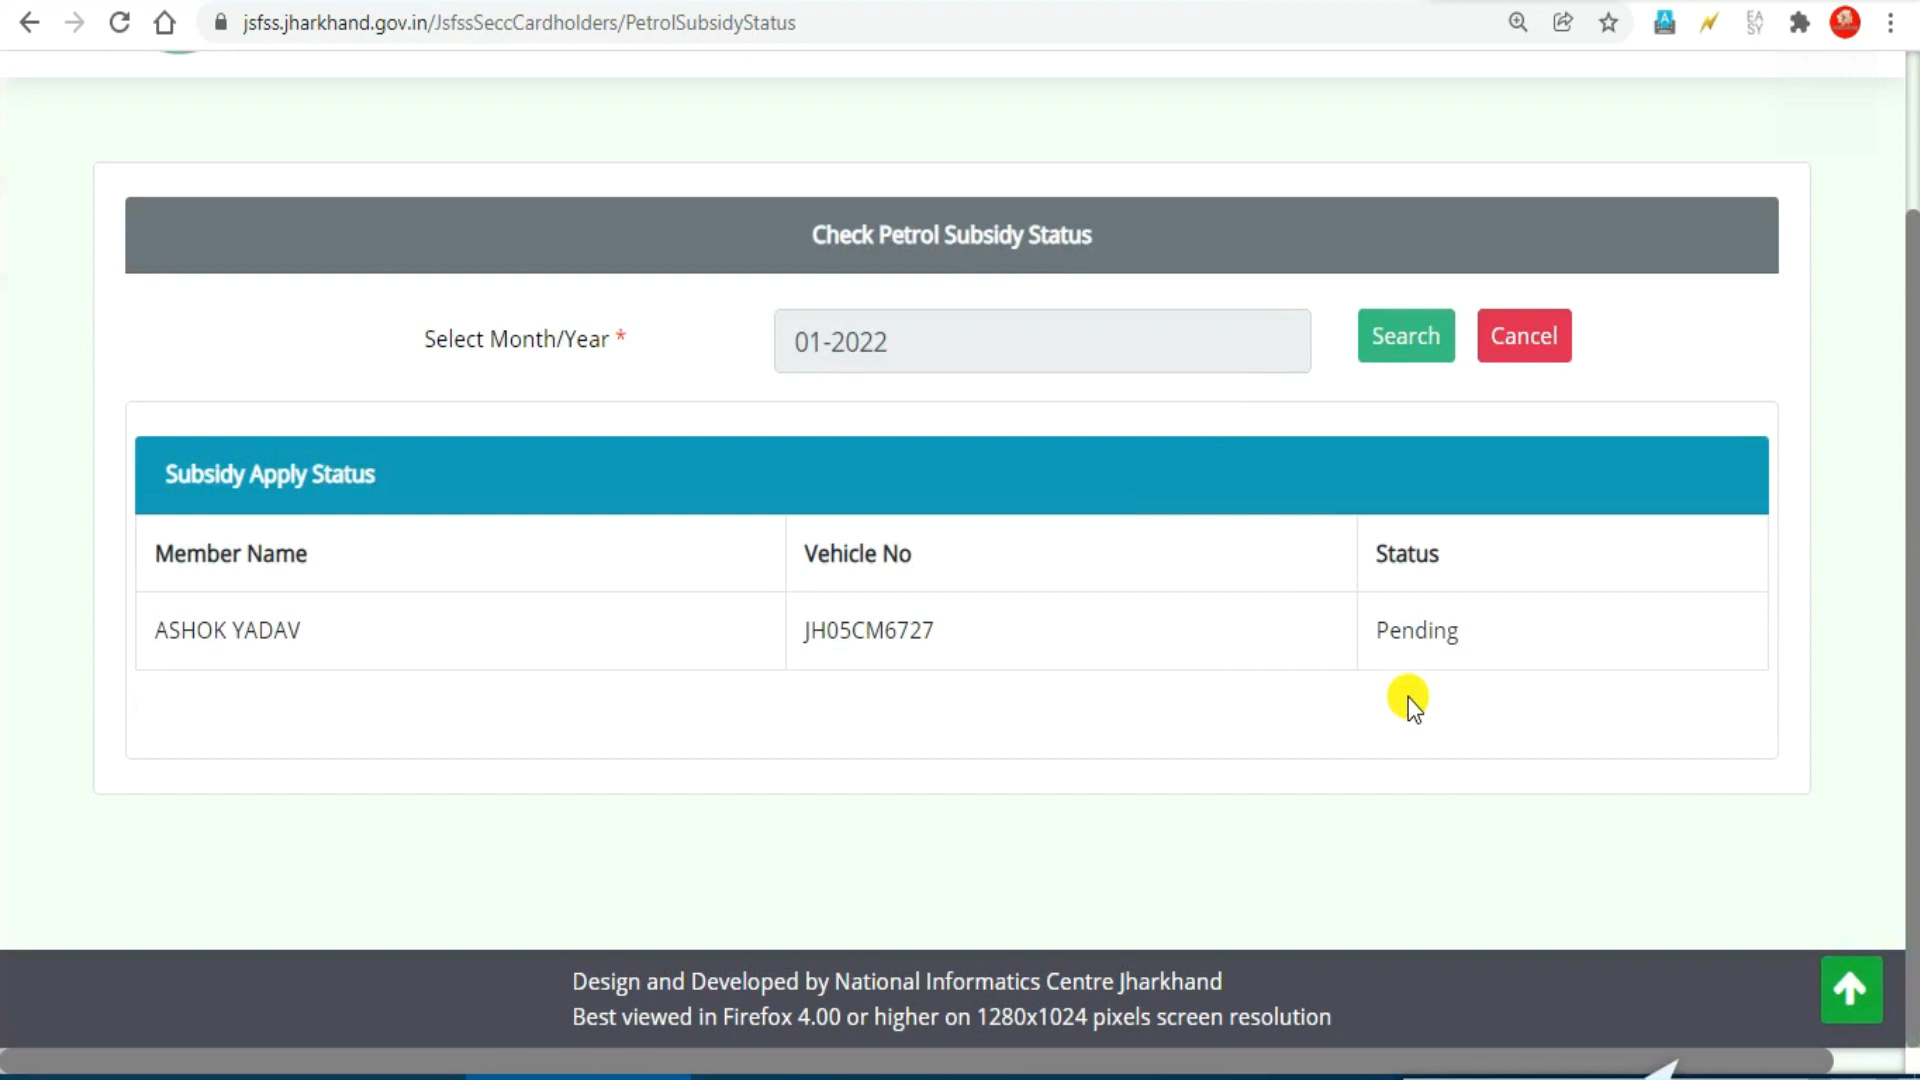 jsfss.jharkhand.gov.in/JsfssSeccCardholders/PetrolSubsidyStatus
EA
SY
Check Petrol Subsidy Status
Select Month/Year * 01-2022 Search Cancel
Subsidy Apply Status
Member Name Vehicle No Status
ASHOK YADAV JH05CM6727 Pending
Design and Developed by National Informatics Centre Jharkhand
Best viewed in Firefox 4.00 or higher on 1280x1024 pixels screen resolution